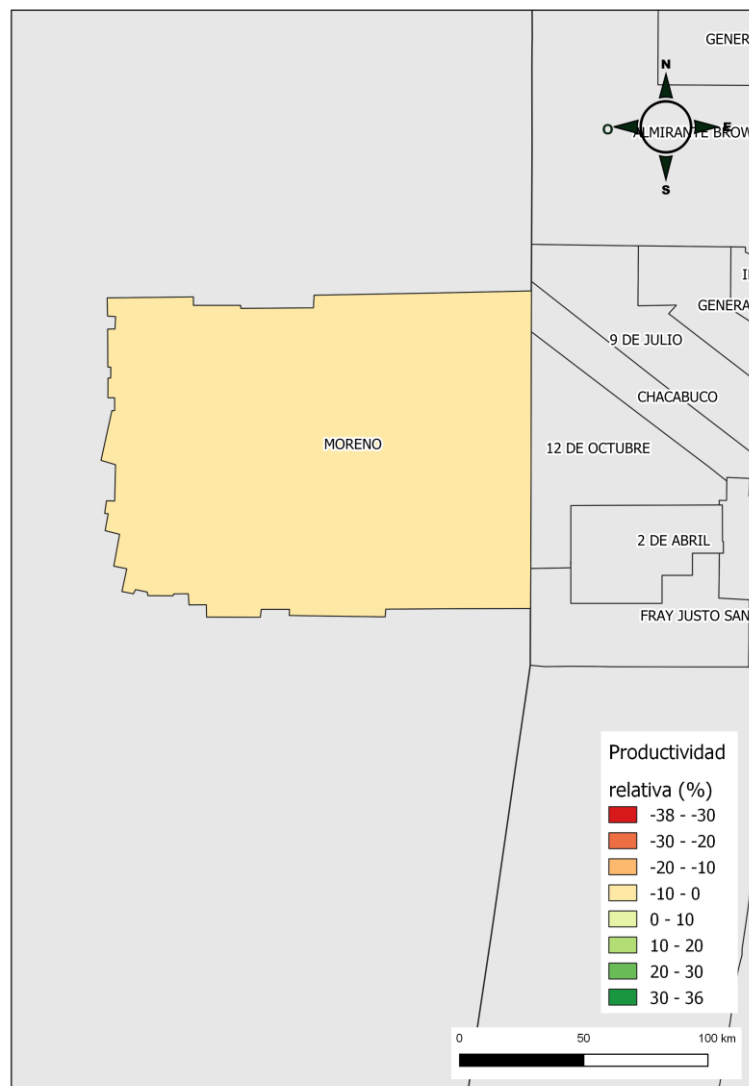 GENER
N
O
E
ALMIRANTE BROW
S
GENERA
9 DE JULIO
CHACABUCO
MORENO
12 DE OCTUBRE
2 DE ABRIL
FRAY JUSTO SAN
Productividad
relativa (%)
-38 - -30
-30 - -20
-20 - -10
-10 - 0
0 - 10
10 - 20
20 - 30
30 - 36
0 50 100 km